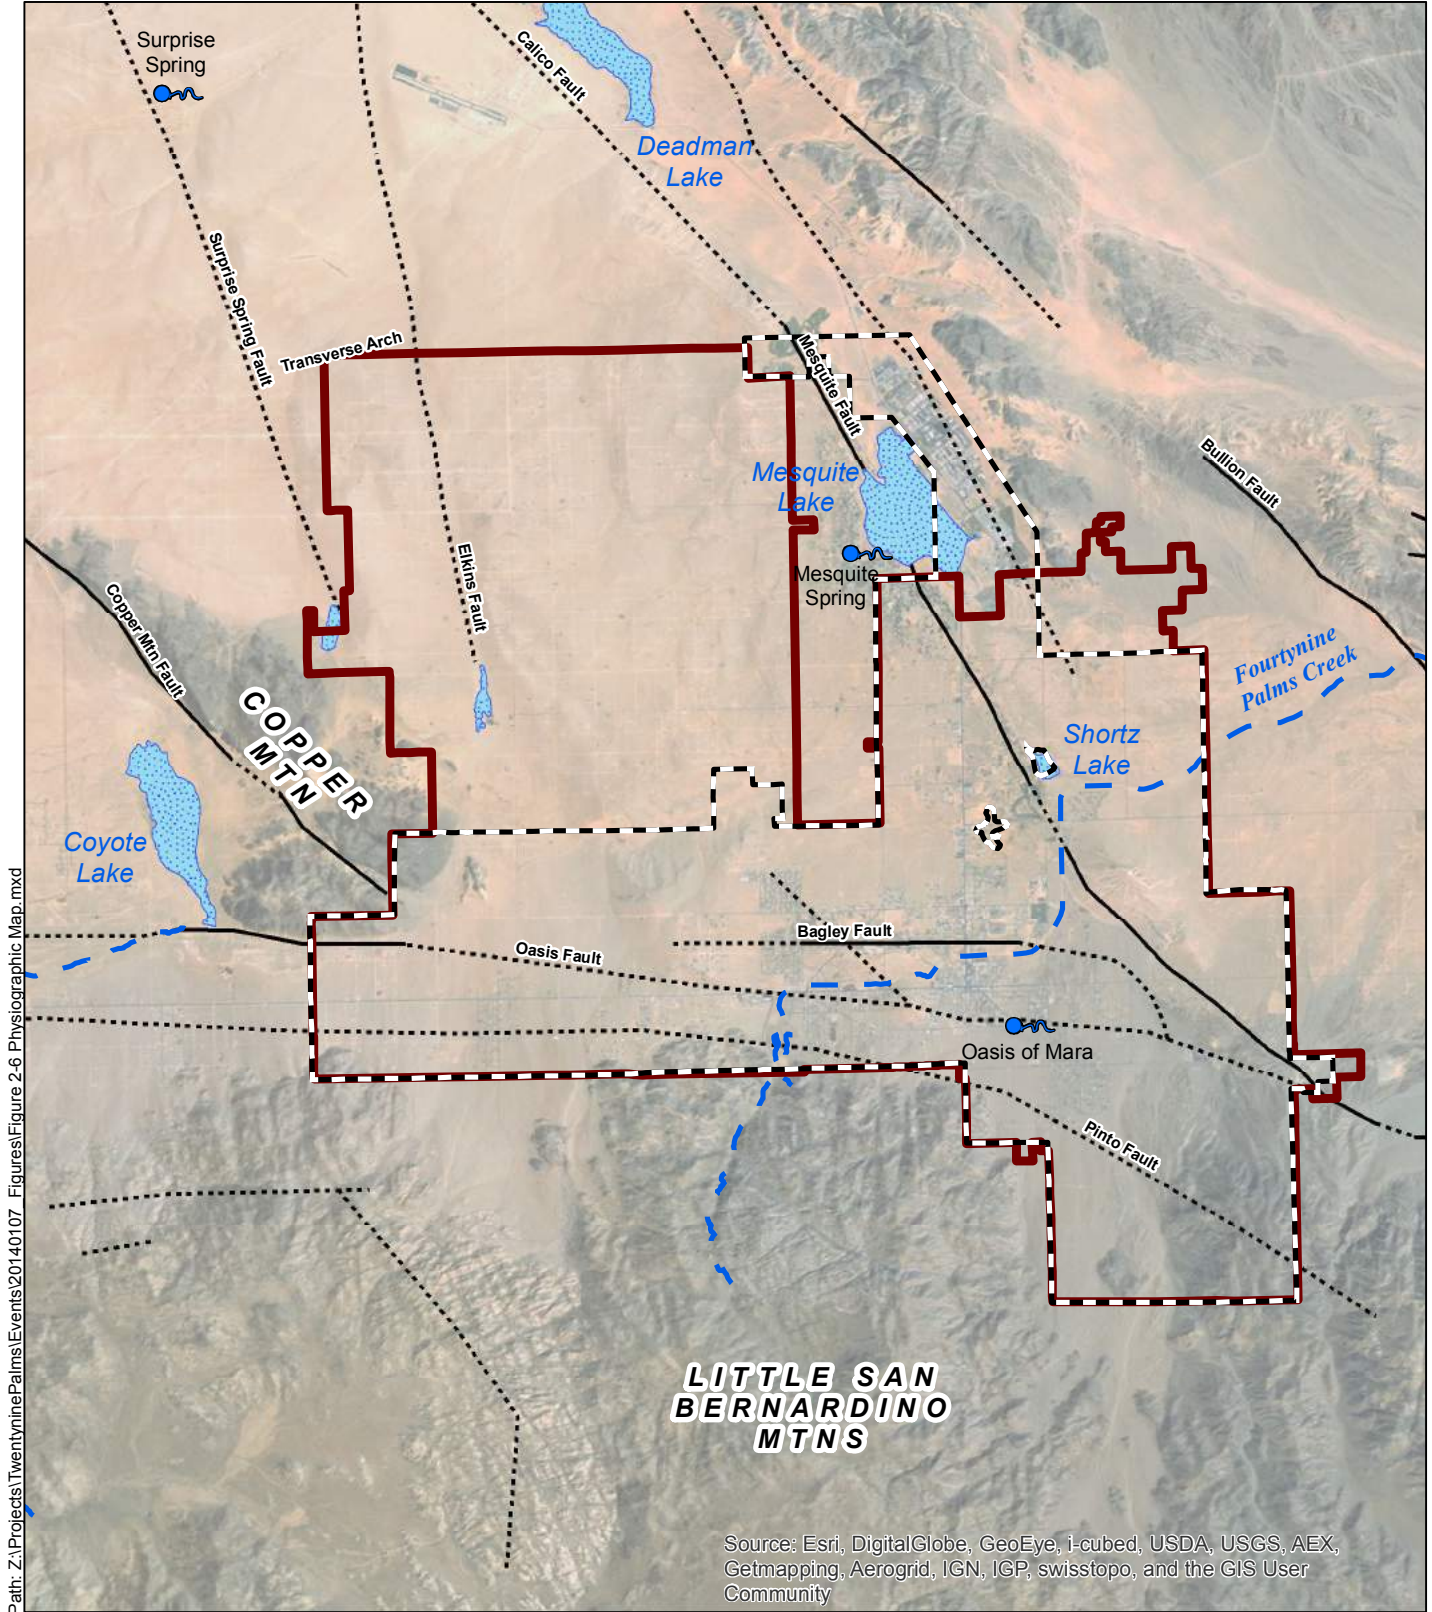 Surprise
Spring
Calico Fault
Deadman
Lake
Surprise Spring Fault
Transverse Arch
Mesquite Fault
Mesquite
Lake
Bullion Fault
Mesquite
Spring
Elkins Fault
Copper Mtn Fault
COPPER
MTN
Fourtynine
Palms Creek
Shortz
Lake
Coyote
Lake
Oasis Fault
Bagley Fault
Oasis of Mara
Pinto Fault
LITTLE SAN
BERNARDINO
MTNS
Source: Esri, DigitalGlobe, GeoEye, i-cubed, USDA, USGS, AEX,
Getmapping, Aerogrid, IGN, IGP, swisstopo, and the GIS User
Community
Path: Z:\Projects\TwentyninePalms\Events\20140107_Figures\Figure 2-6 Physiographic Map.mxd